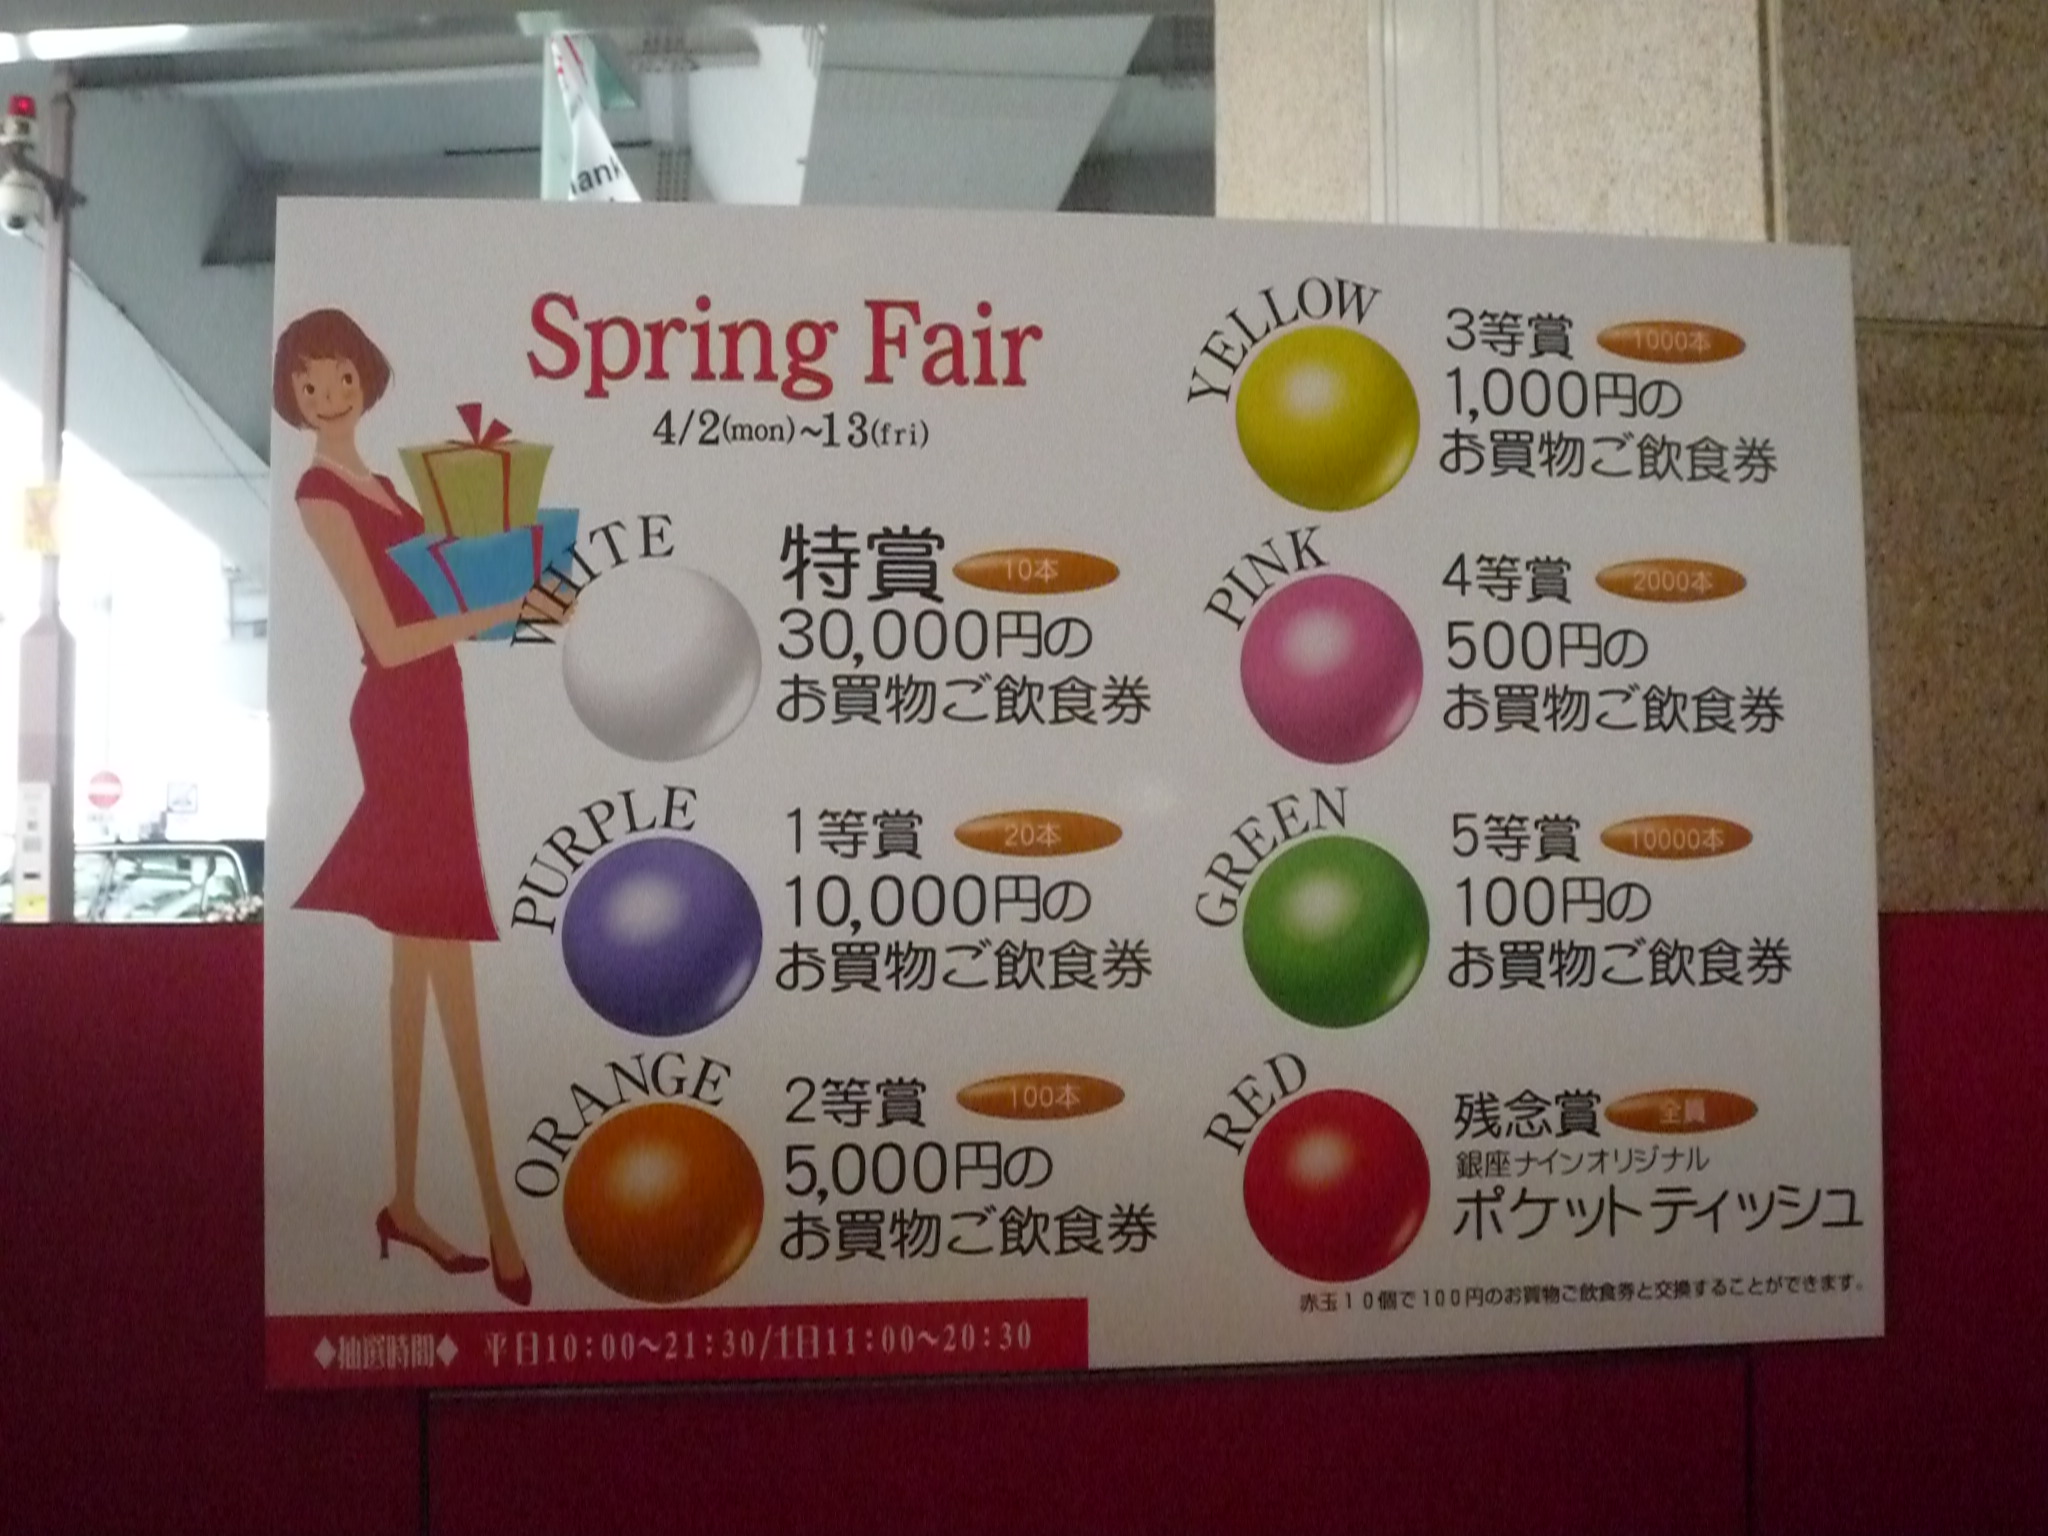 ank
Spring Fair
4/2(mon)~13(fri)
WHITE
特賞 10本
30,000円の
お買物ご飲食券
PURPLE
1等賞 20本
10,000円の
お買物ご飲食券
ORANGE
2等賞 100本
5,000円の
お買物ご飲食券
YELLOW
3等賞 1000本
1,000円の
お買物ご飲食券
PINK
4等賞 2000本
500円の
お買物ご飲食券
GREEN
5等賞 10000本
100円の
お買物ご飲食券
RED
残念賞 全員
銀座ナインオリジナル
ポケットティッシュ
赤玉10個で100円のお買物ご飲食券と交換することができます。
◆抽選時間◆ 平日10:00~21:30/土日11:00~20:30